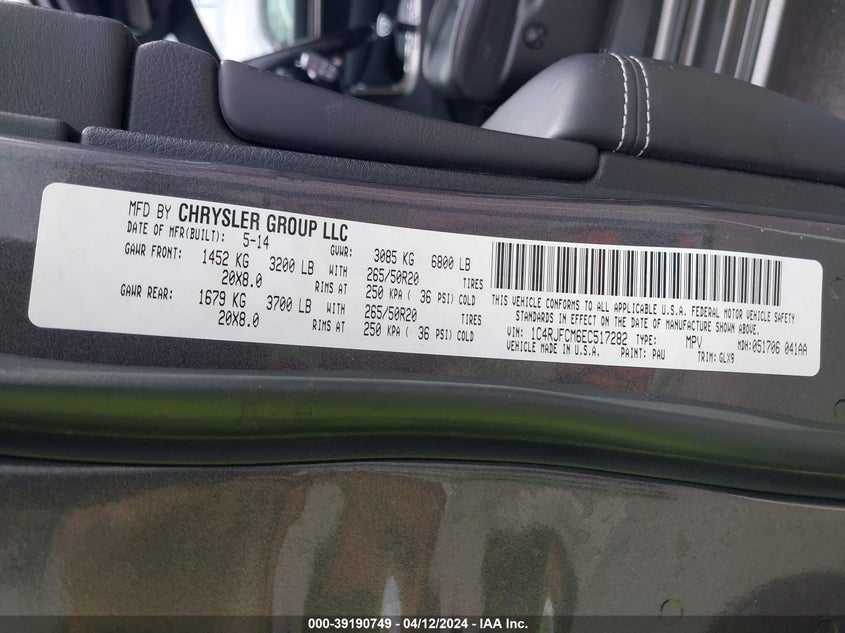 MFD BY CHRYSLER GROUP LLC
DATE OF MFR(BUILT): 5-14 GVWR: 3085 KG 6800 LB
GAWR FRONT: 1452 KG 3200 LB WITH 265/50R20 TIRES
20X8.0 RIMS AT 250 KPA ( 36 PSI) COLD
GAWR REAR: 1679 KG 3700 LB WITH 265/50R20 TIRES
20X8.0 RIMS AT 250 KPA ( 36 PSI) COLD
THIS VEHICLE CONFORMS TO ALL APPLICABLE U.S.A. FEDERAL MOTOR VEHICLE SAFETY
STANDARDS IN EFFECT ON THE DATE OF MANUFACTURE SHOWN ABOVE.
VIN: 1C4RJFCM6EC517282 TYPE: MPV MDH:051706 041AA
VEHICLE MADE IN U.S.A. PAINT: PAU TRIM: GLX9
000-39190749 - 04/12/2024 - IAA Inc.